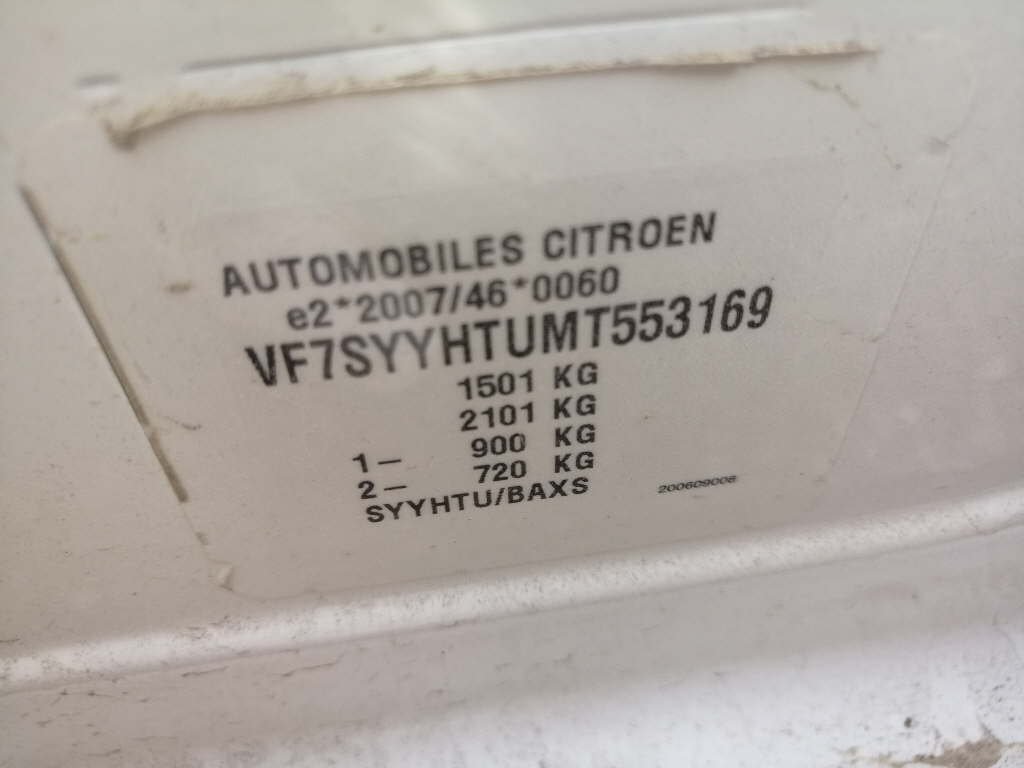 AUTOMOBILES CITROEN
e2*2007/46*0060
VF7SYYHTUMT553169
1501 KG
2101 KG
1– 900 KG
2– 720 KG
SYYHTU/BAXS
200609008